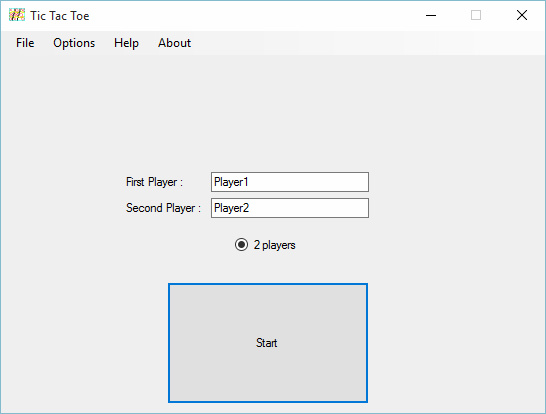 Tic Tac Toe
File Options Help About
First Player : Player1
Second Player : Player2
2 players
Start